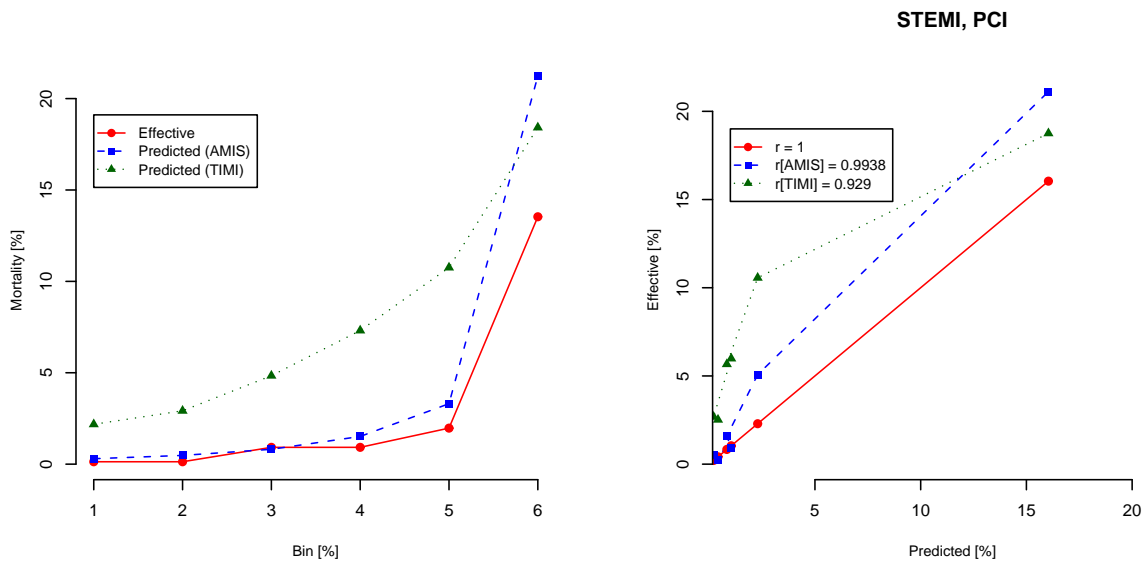 STEMI, PCI
Mortality [%]
20
15
10
5
0
Effective
Predicted (AMIS)
Predicted (TIMI)
1 2 3 4 5 6
Bin [%]
Effective [%]
20
15
10
5
0
r = 1
r[AMIS] = 0.9938
r[TIMI] = 0.929
5 10 15 20
Predicted [%]